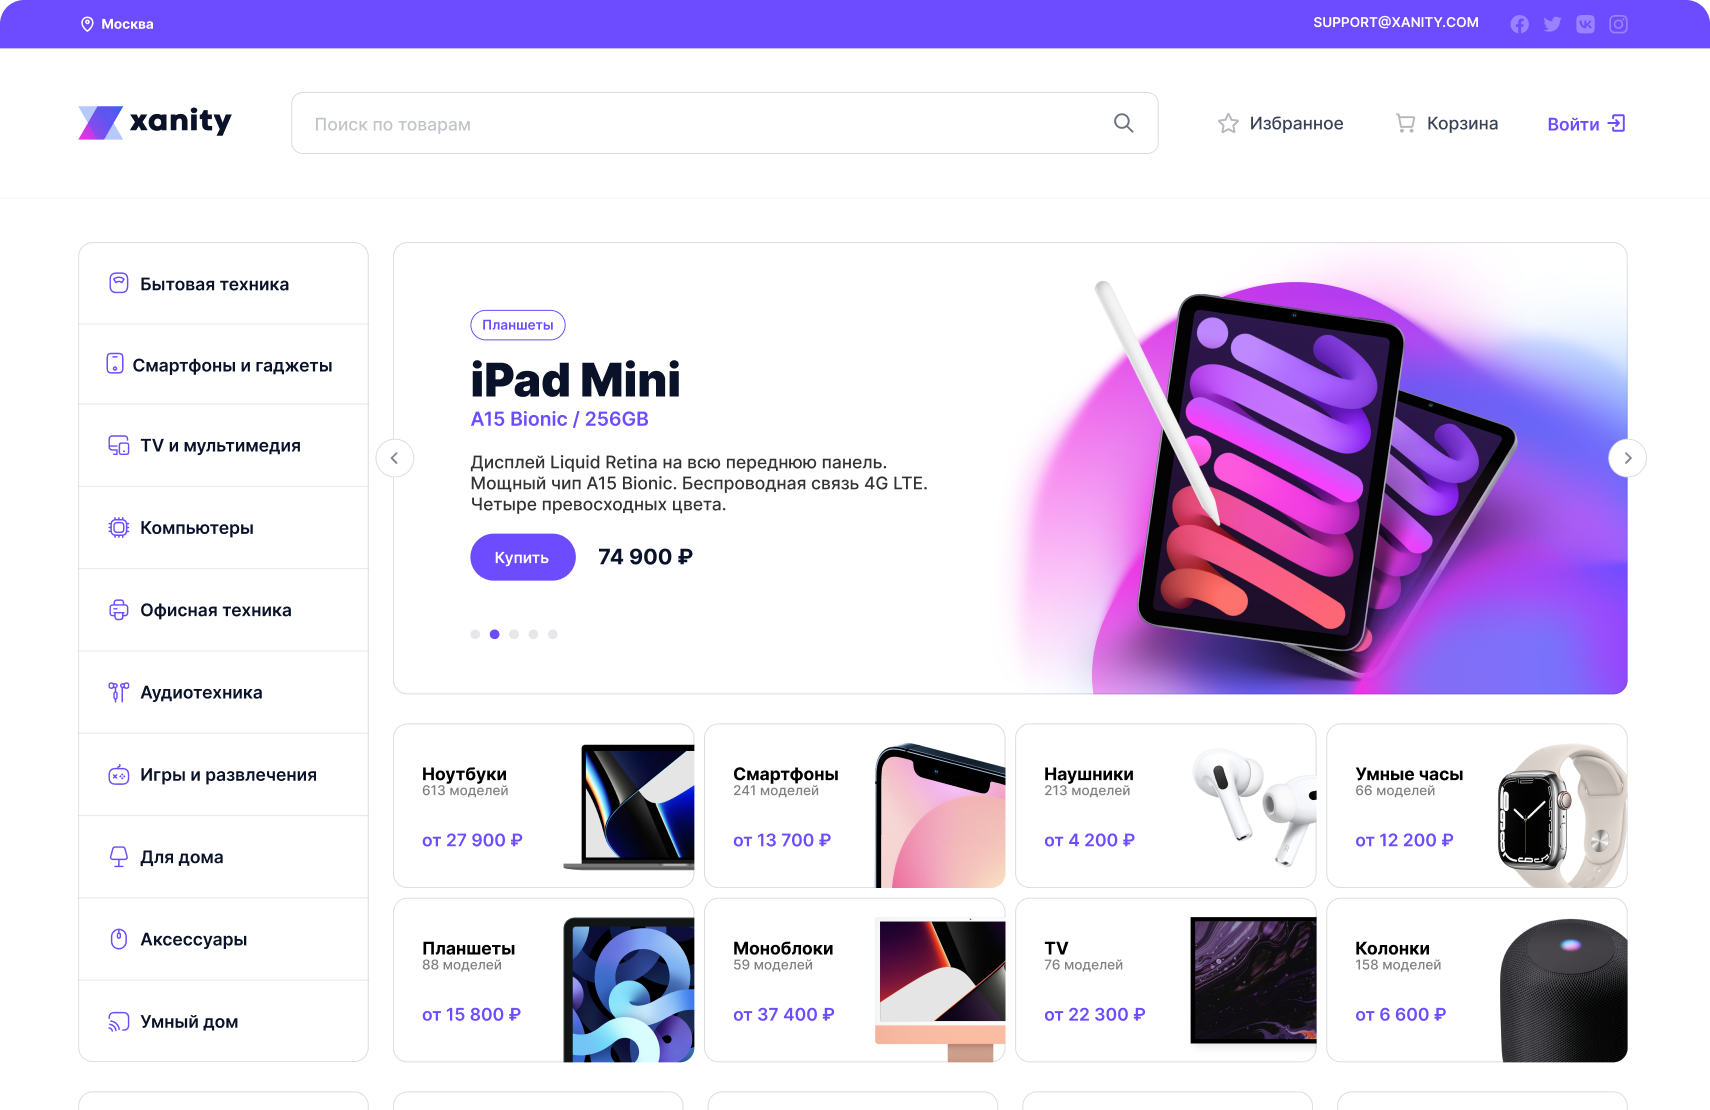 Москва
SUPPORT@XANITY.COM
xanity
Поиск по товарам
Избранное
Корзина
Войти
Бытовая техника
Смартфоны и гаджеты
TV и мультимедия
Компьютеры
Офисная техника
Аудиотехника
Игры и развлечения
Для дома
Аксессуары
Умный дом
Планшеты
iPad Mini
A15 Bionic / 256GB
Дисплей Liquid Retina на всю переднюю панель.
Мощный чип A15 Bionic. Беспроводная связь 4G LTE.
Четыре превосходных цвета.
Купить
74 900 ₽
Ноутбуки
613 моделей
от 27 900 ₽
Смартфоны
241 моделей
от 13 700 ₽
Наушники
213 моделей
от 4 200 ₽
Умные часы
66 моделей
от 12 200 ₽
Планшеты
88 моделей
от 15 800 ₽
Моноблоки
59 моделей
от 37 400 ₽
TV
76 моделей
от 22 300 ₽
Колонки
158 моделей
от 6 600 ₽